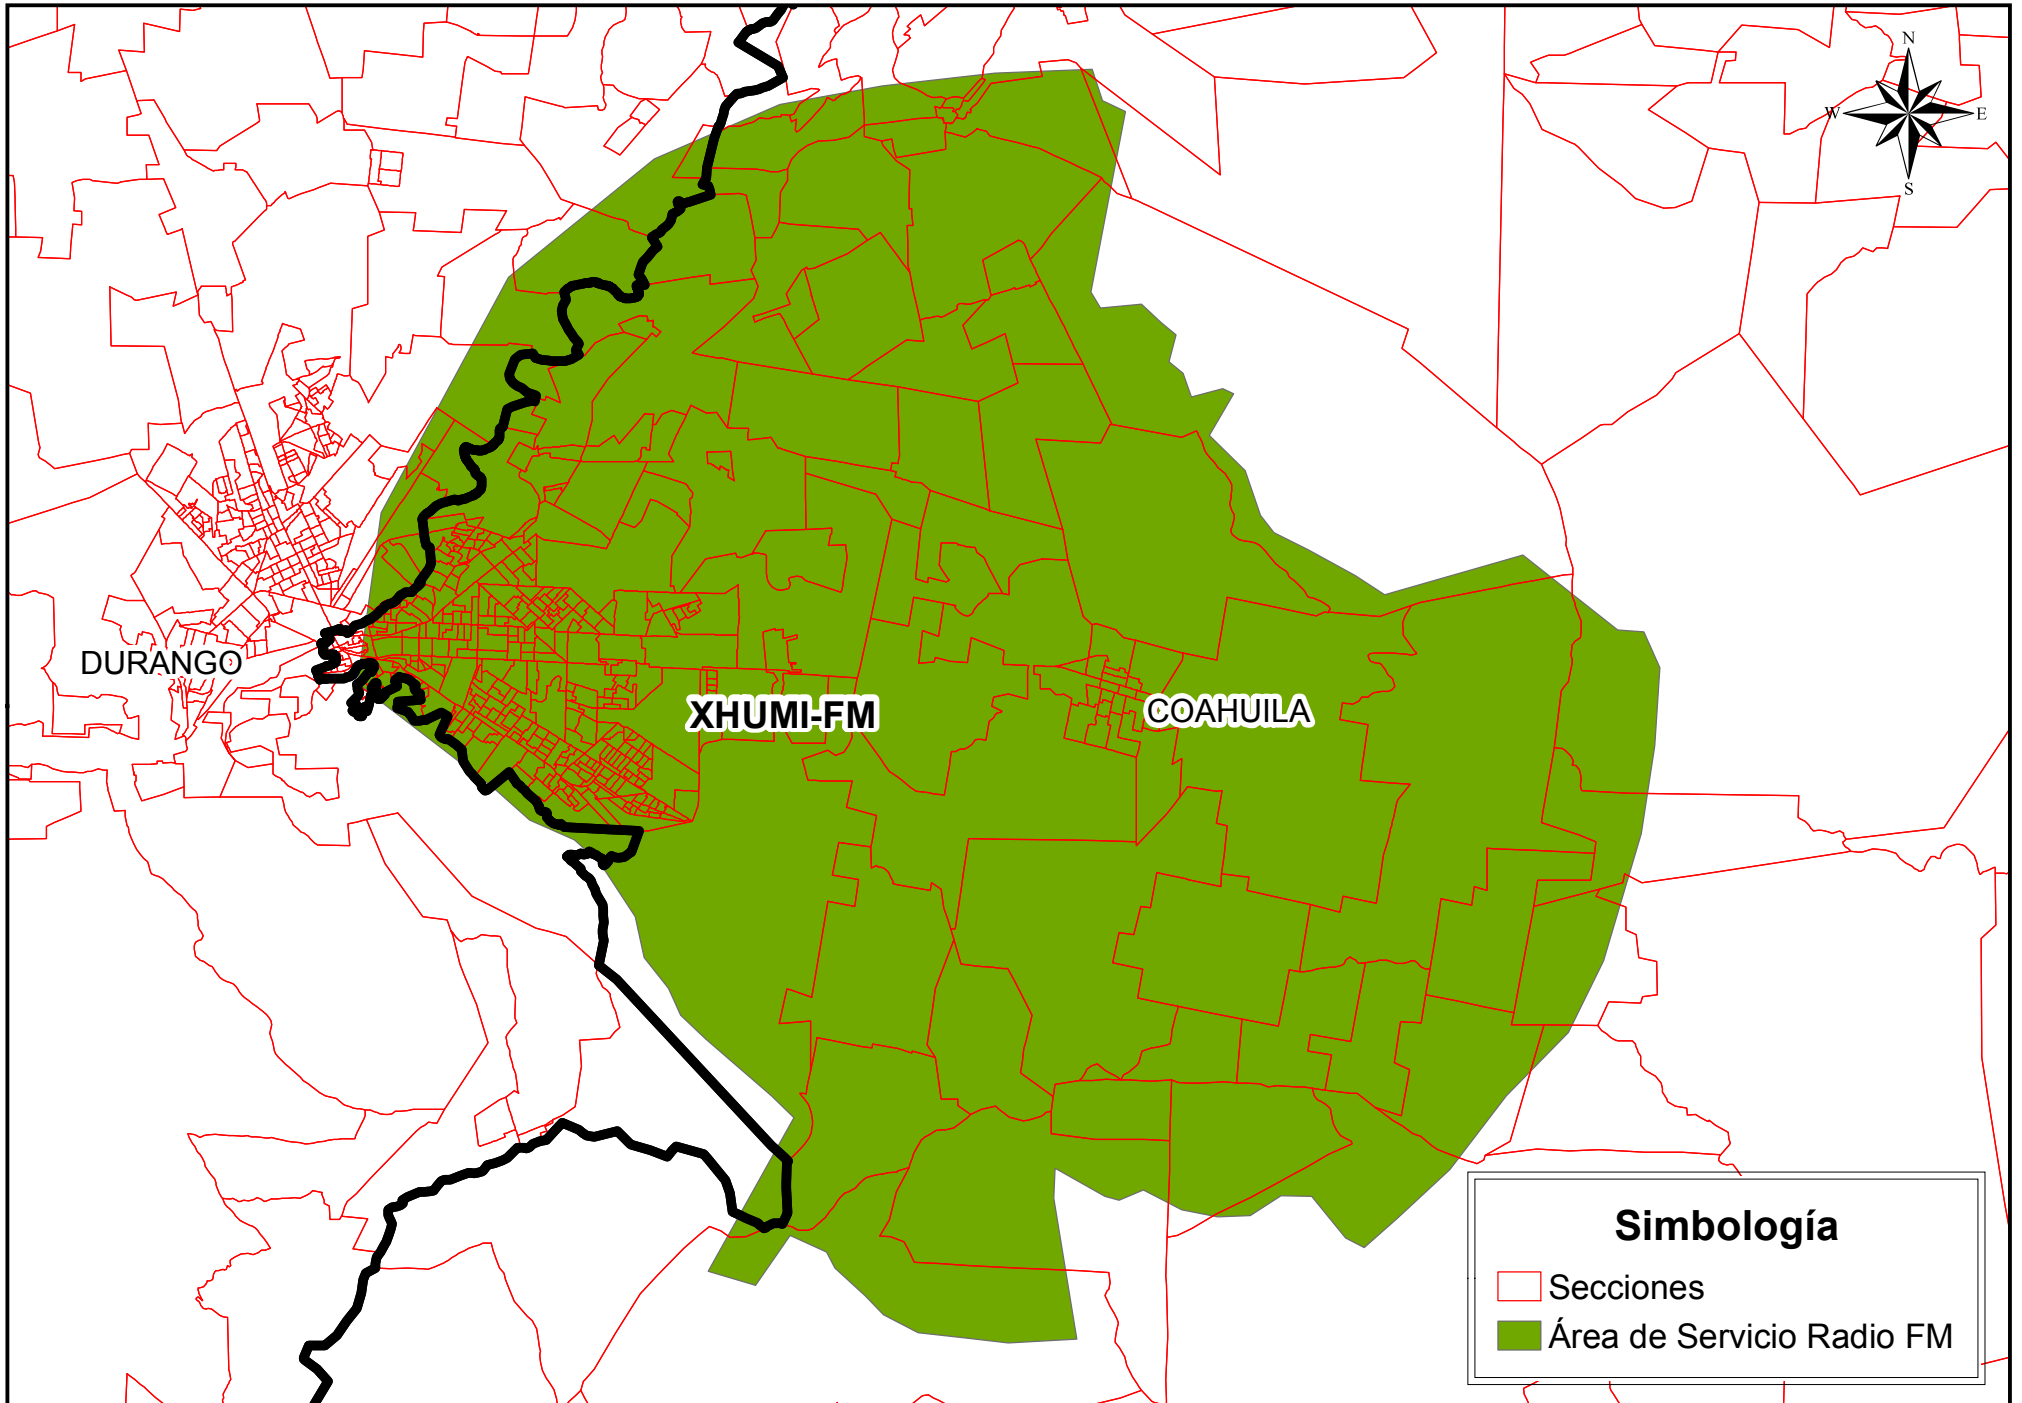 N
W E
S
DURANGO
XHUMI-FM
COAHUILA
Simbología
Secciones
Área de Servicio Radio FM